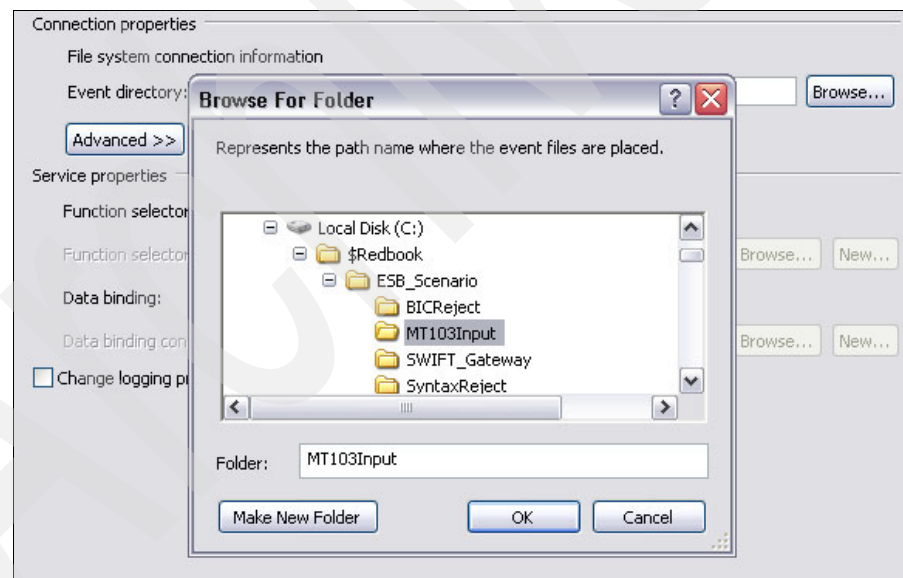 Connection properties
File system connection information
Event directory:
Browse...
Browse For Folder
Advanced >>
Represents the path name where the event files are placed.
Service properties
Function selector
Local Disk (C:)
$Redbook
Function selector
Browse...
New...
ESB_Scenario
Data binding:
BICReject
MT103Input
Data binding con
Browse...
New...
SWIFT_Gateway
Change logging pr
SyntaxReject
Folder:
MT103Input
Make New Folder
OK
Cancel